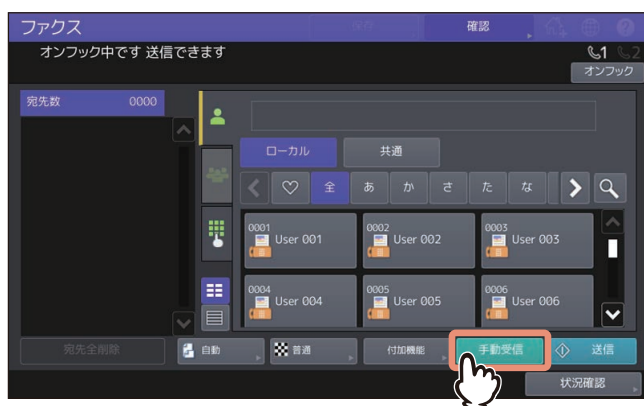 ファクス
保存
確認
オンフック中です 送信できます
1 2
オンフック
宛先数 0000
ローカル 共通
全 あ か さ た な
0001
User 001
0002
User 002
0003
User 003
0004
User 004
0005
User 005
0006
User 006
宛先全削除 自動 普通 付加機能 手動受信 送信
状況確認